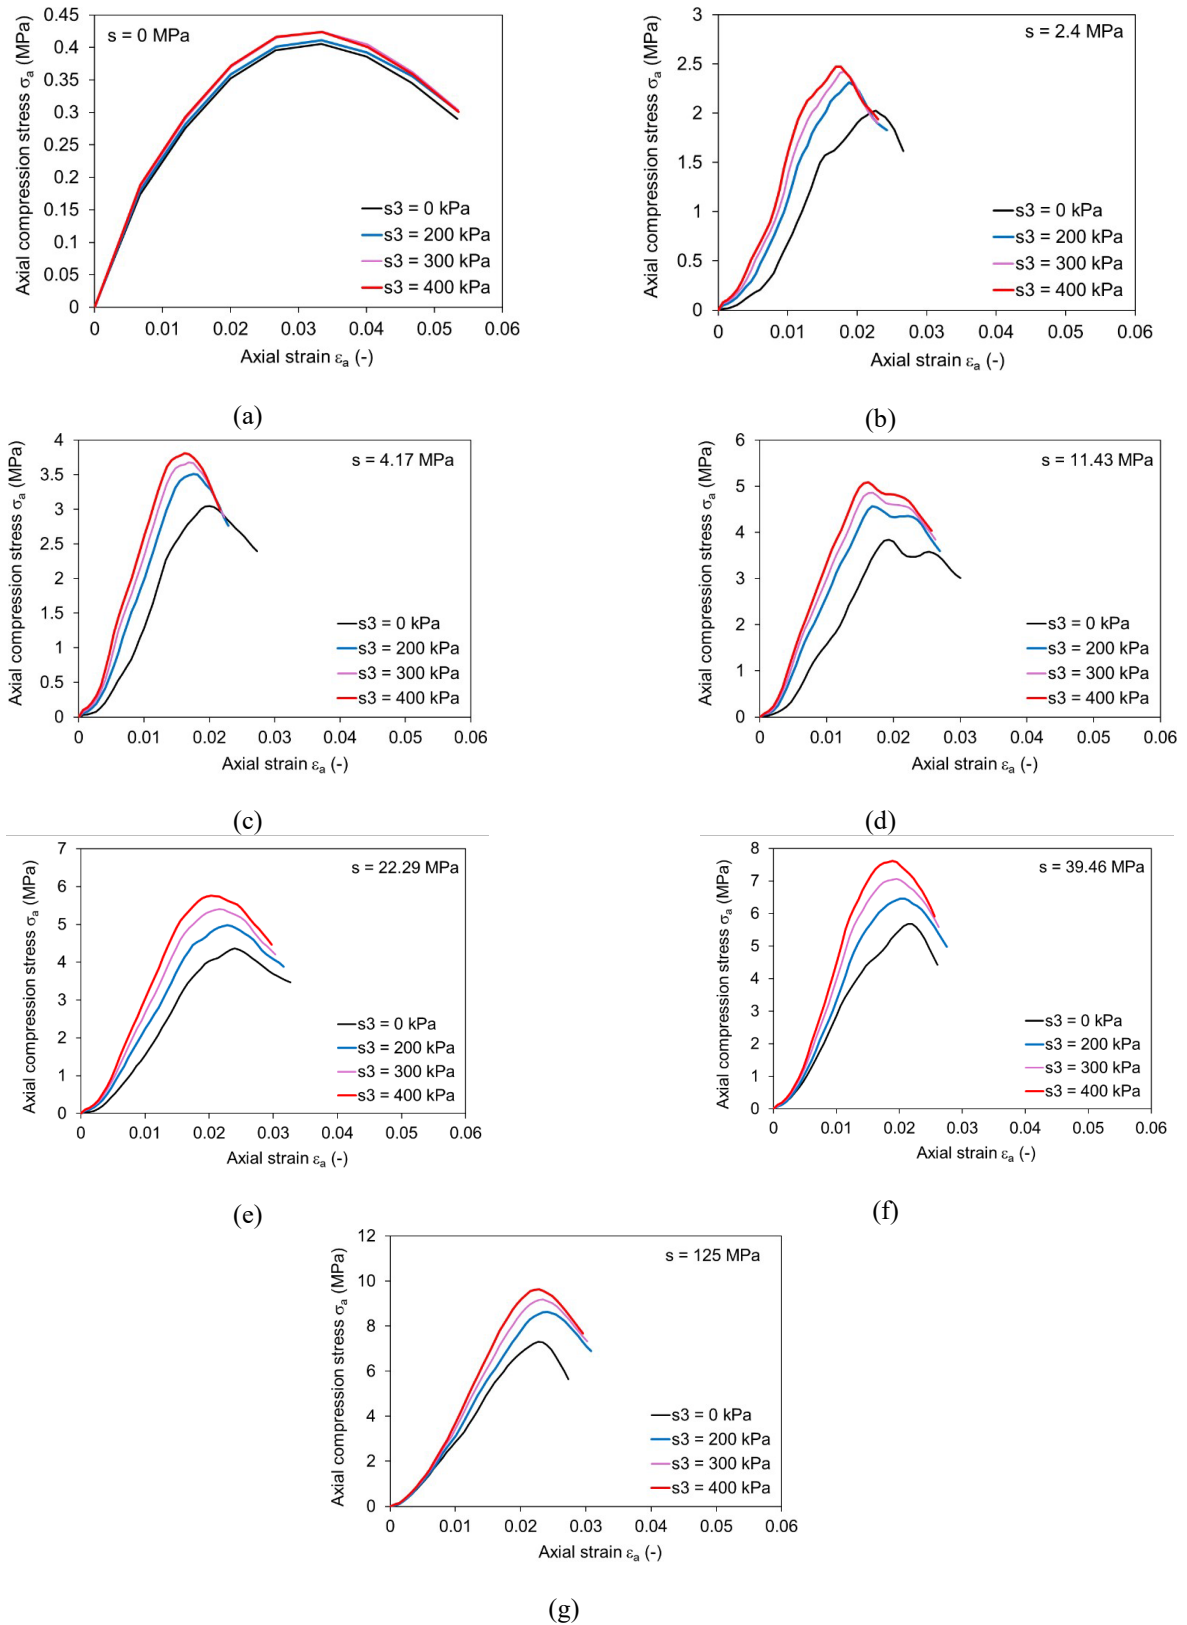 0.45
0.4
0.35
0.3
0.25
0.2
0.15
0.1
0.05
0
Axial compression stress σa (MPa)
s = 0 MPa
s3 = 0 kPa
s3 = 200 kPa
s3 = 300 kPa
s3 = 400 kPa
0 0.01 0.02 0.03 0.04 0.05 0.06
Axial strain εa (-)
(a)
3
2.5
2
1.5
1
0.5
0
Axial compression stress σa (MPa)
s = 2.4 MPa
s3 = 0 kPa
s3 = 200 kPa
s3 = 300 kPa
s3 = 400 kPa
0 0.01 0.02 0.03 0.04 0.05 0.06
Axial strain εa (-)
(b)
4
3.5
3
2.5
2
1.5
1
0.5
0
Axial compression stress σa (MPa)
s = 4.17 MPa
s3 = 0 kPa
s3 = 200 kPa
s3 = 300 kPa
s3 = 400 kPa
0 0.01 0.02 0.03 0.04 0.05 0.06
Axial strain εa (-)
(c)
6
5
4
3
2
1
0
Axial compression stress σa (MPa)
s = 11.43 MPa
s3 = 0 kPa
s3 = 200 kPa
s3 = 300 kPa
s3 = 400 kPa
0 0.01 0.02 0.03 0.04 0.05 0.06
Axial strain εa (-)
(d)
7
6
5
4
3
2
1
0
Axial compression stress σa (MPa)
s = 22.29 MPa
s3 = 0 kPa
s3 = 200 kPa
s3 = 300 kPa
s3 = 400 kPa
0 0.01 0.02 0.03 0.04 0.05 0.06
Axial strain εa (-)
(e)
8
7
6
5
4
3
2
1
0
Axial compression stress σa (MPa)
s = 39.46 MPa
s3 = 0 kPa
s3 = 200 kPa
s3 = 300 kPa
s3 = 400 kPa
0 0.01 0.02 0.03 0.04 0.05 0.06
Axial strain εa (-)
(f)
12
10
8
6
4
2
0
Axial compression stress σa (MPa)
s = 125 MPa
s3 = 0 kPa
s3 = 200 kPa
s3 = 300 kPa
s3 = 400 kPa
0 0.01 0.02 0.03 0.04 0.05 0.06
Axial strain εa (-)
(g)